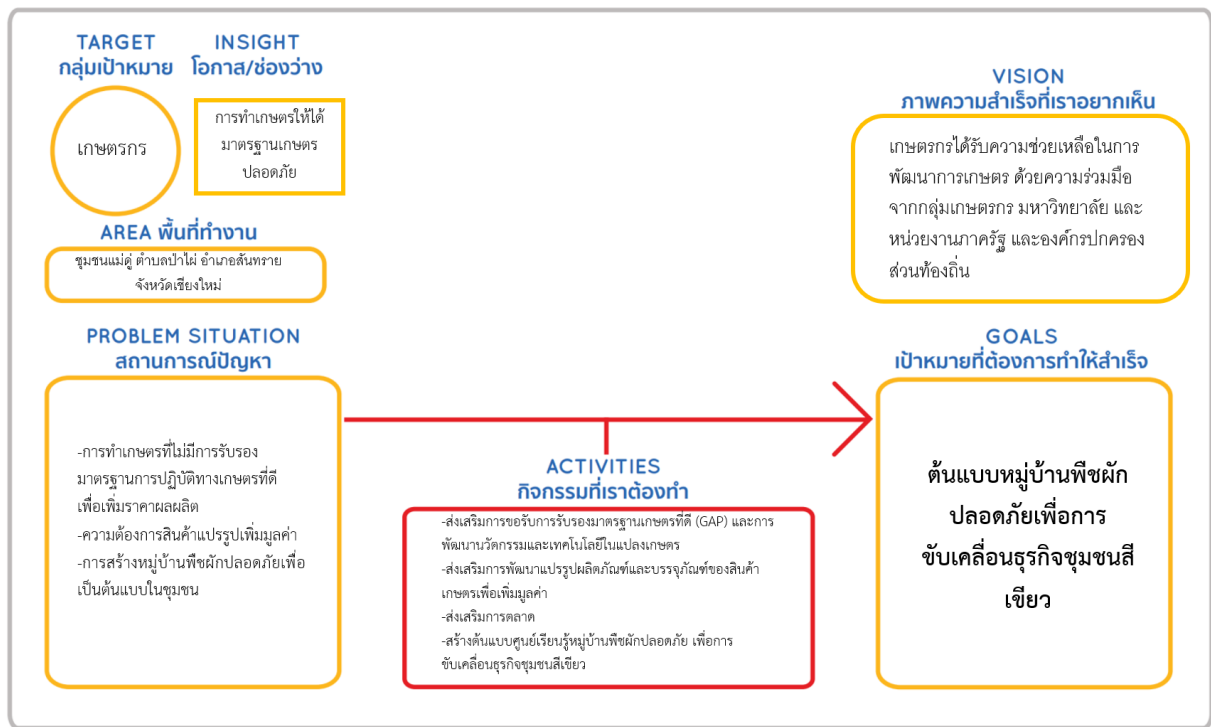 TARGET
กลุ่มเป้าหมาย
เกษตรกร
INSIGHT
โอกาส/ช่องว่าง
การทำเกษตรให้ได้
มาตรฐานเกษตร
ปลอดภัย
AREA พื้นที่ทำงาน
ชุมชนแม่ดู่ ตำบลป่าไผ่ อำเภอสันทราย
จังหวัดเชียงใหม่
VISION
ภาพความสำเร็จที่เราอยากเห็น
เกษตรกรได้รับความช่วยเหลือในการ
พัฒนาการเกษตร ด้วยความร่วมมือ
จากกลุ่มเกษตรกร มหาวิทยาลัย และ
หน่วยงานภาครัฐ และองค์กรปกครอง
ส่วนท้องถิ่น
PROBLEM SITUATION
สถานการณ์ปัญหา
-การทำเกษตรที่ไม่มีการรับรอง
มาตรฐานการปฏิบัติทางเกษตรที่ดี
เพื่อเพิ่มราคาผลผลิต
-ความต้องการสินค้าแปรรูปเพิ่มมูลค่า
-การสร้างหมู่บ้านพืชผักปลอดภัยเพื่อ
เป็นต้นแบบในชุมชน
ACTIVITIES
กิจกรรมที่เราต้องทำ
-ส่งเสริมการขอรับการรับรองมาตรฐานเกษตรที่ดี (GAP) และการ
พัฒนานวัตกรรมและเทคโนโลยีในแปลงเกษตร
-ส่งเสริมการพัฒนาแปรรูปผลิตภัณฑ์และบรรจุภัณฑ์ของสินค้า
เกษตรเพื่อเพิ่มมูลค่า
-ส่งเสริมการตลาด
-สร้างต้นแบบศูนย์เรียนรู้หมู่บ้านพืชผักปลอดภัย เพื่อการ
ขับเคลื่อนธุรกิจชุมชนสีเขียว
GOALS
เป้าหมายที่ต้องการทำให้สำเร็จ
ต้นแบบหมู่บ้านพืชผัก
ปลอดภัยเพื่อการ
ขับเคลื่อนธุรกิจชุมชนสี
เขียว